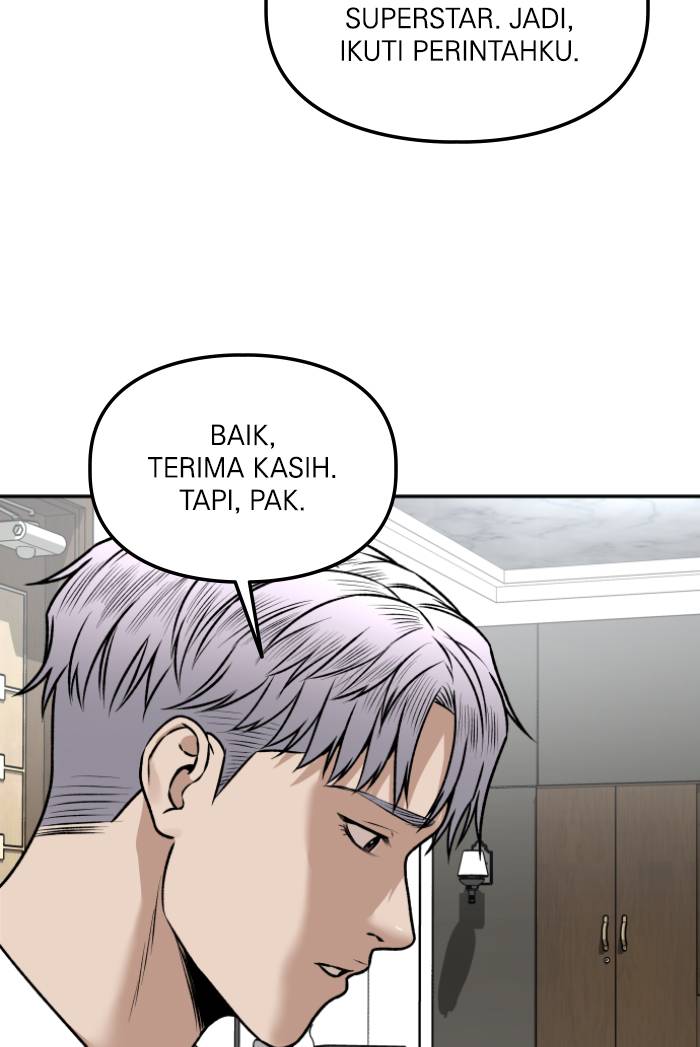 SUPERSTAR. JADI,
IKUTI PERINTAHKU.
BAIK,
TERIMA KASIH.
TAPI, PAK.